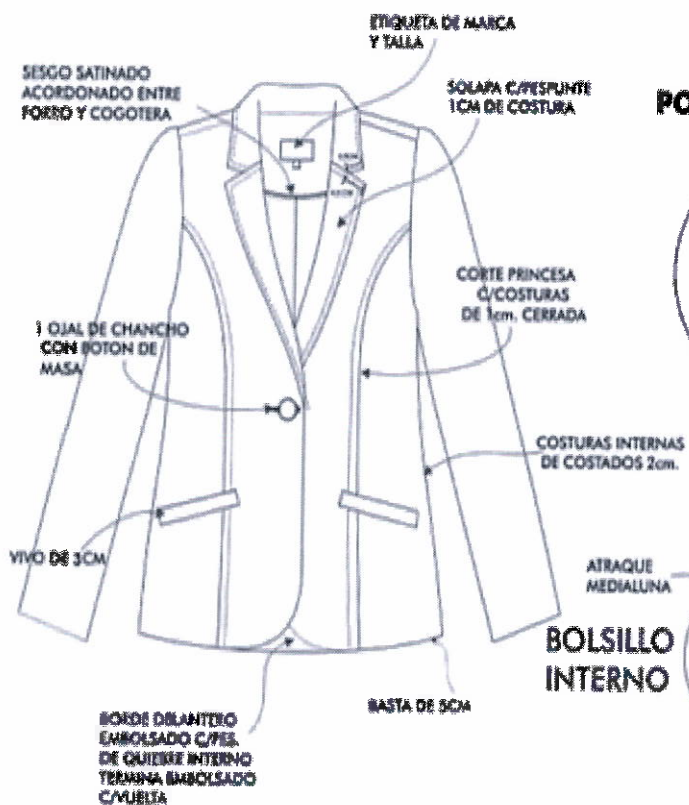 ETIQUETA DE MARCA
Y TALLA
SESGO SATINADO
ACORDONADO ENTRE
FORRO Y COGOTERA
SOLAPA C/PESPUNTE
1CM DE COSTURA
PO
CORTE PRINCESA
C/COSTURAS
DE 1cm. CERRADA
1 OJAL DE CHANCHO
CON BOTON DE
MASA
COSTURAS INTERNAS
DE COSTADOS 2cm.
VIVO DE 3CM
ATRAQUE
MEDIALUNA
BOLSILLO
INTERNO
BASTA DE 5CM
BORDE DELANTERO
EMBOLSADO C/PES.
DE QUIEBRE INTERNO
TERMINA EMBOLSADO
C/VUELTA